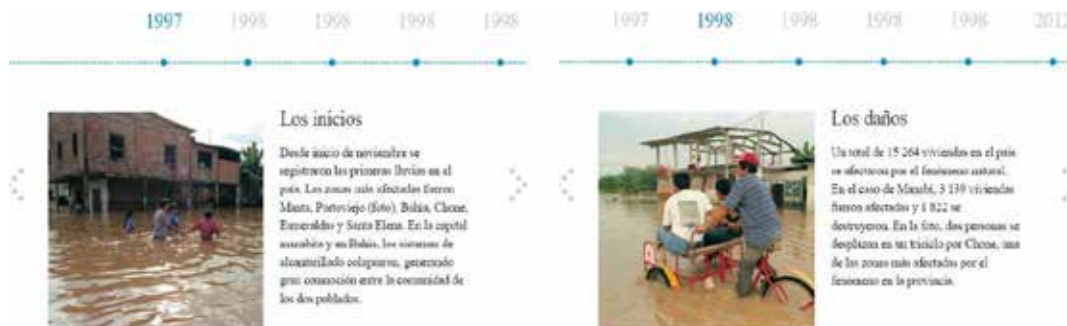 1997 1998 1998 1998 1998
Los inicios
Desde inicio de noviembre se
registraron las primeras lluvias en el
país. Las zonas más afectadas fueron
Manta, Portoviejo (foto), Bahía, Chone,
Esmeraldas y Santa Elena. En la capital
manabita y en Bahía, los sistemas de
alcantarillado colapsaron, generando
gran conmoción entre la comunidad de
los dos poblados.
1997 1998 1998 1998 1998 2012
Los daños
Un total de 15 264 viviendas en el país
se afectaron por el fenómeno natural.
En el caso de Manabí, 3 139 viviendas
fueron afectadas y 1 822 se
destruyeron. En la foto, dos personas se
desplazan en un triciclo por Chone, una
de las zonas más afectadas por el
fenómeno en la provincia.